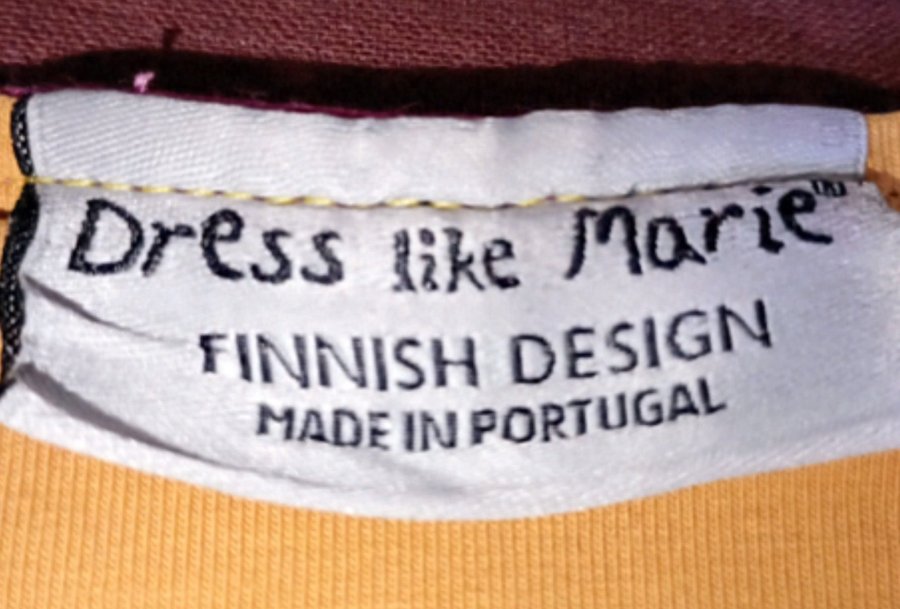 Dress like Marie™
FINNISH DESIGN
MADE IN PORTUGAL